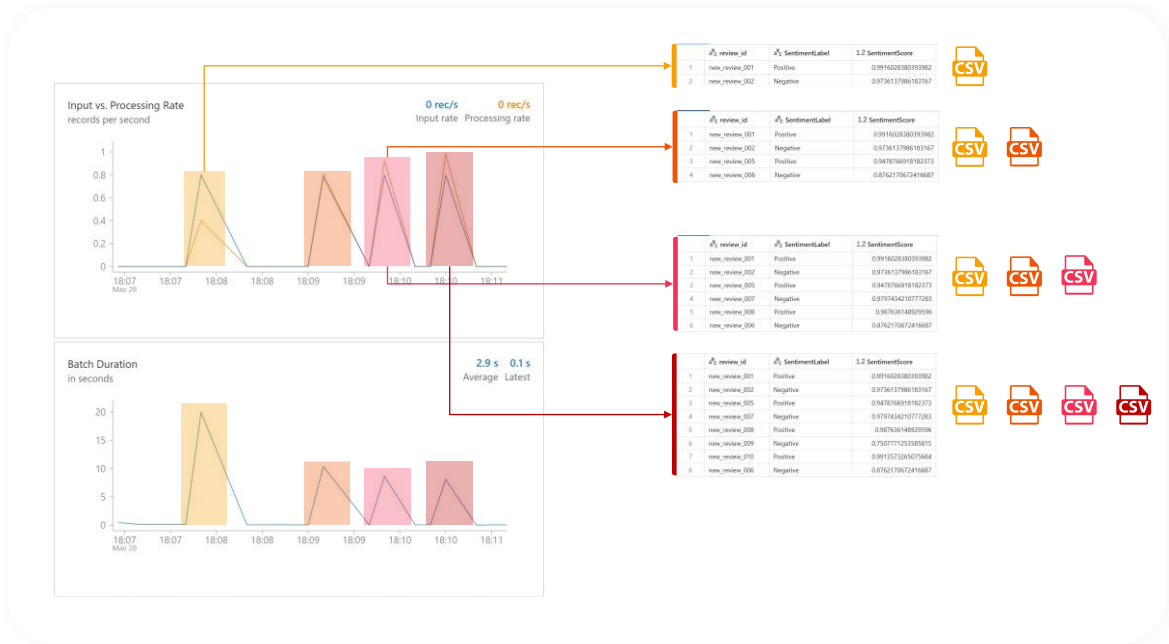 Input vs. Processing Rate
records per second
0 rec/s 0 rec/s
Input rate Processing rate
1
0.8
0.6
0.4
0.2
0
18:07 18:07 18:08 18:08 18:09 18:09 18:10 18:10 18:11
May 28
Batch Duration
in seconds
2.9 s 0.1 s
Average Latest
20
15
10
5
0
18:07 18:07 18:08 18:08 18:09 18:09 18:10 18:10 18:11
May 28
review_id SentimentLabel 1.2 SentimentScore
1 new_review_001 Positive 0.9916028380393982
2 new_review_002 Negative 0.9736137986183167
CSV
review_id SentimentLabel 1.2 SentimentScore
1 new_review_001 Positive 0.9916028380393982
2 new_review_002 Negative 0.9736137986183167
3 new_review_005 Positive 0.9478766918182373
4 new_review_006 Negative 0.8762170672416687
CSV CSV
review_id SentimentLabel 1.2 SentimentScore
1 new_review_001 Positive 0.9916028380393982
2 new_review_002 Negative 0.9736137986183167
3 new_review_005 Positive 0.9478766918182373
4 new_review_007 Negative 0.9797434210777283
5 new_review_008 Positive 0.987636148929596
6 new_review_006 Negative 0.8762170672416687
CSV CSV CSV
review_id SentimentLabel 1.2 SentimentScore
1 new_review_001 Positive 0.9916028380393982
2 new_review_002 Negative 0.9736137986183167
3 new_review_005 Positive 0.9478766918182373
4 new_review_007 Negative 0.9797434210777283
5 new_review_008 Positive 0.987636148929596
6 new_review_009 Negative 0.7507771253585815
7 new_review_010 Positive 0.9913573265075684
8 new_review_006 Negative 0.8762170672416687
CSV CSV CSV CSV